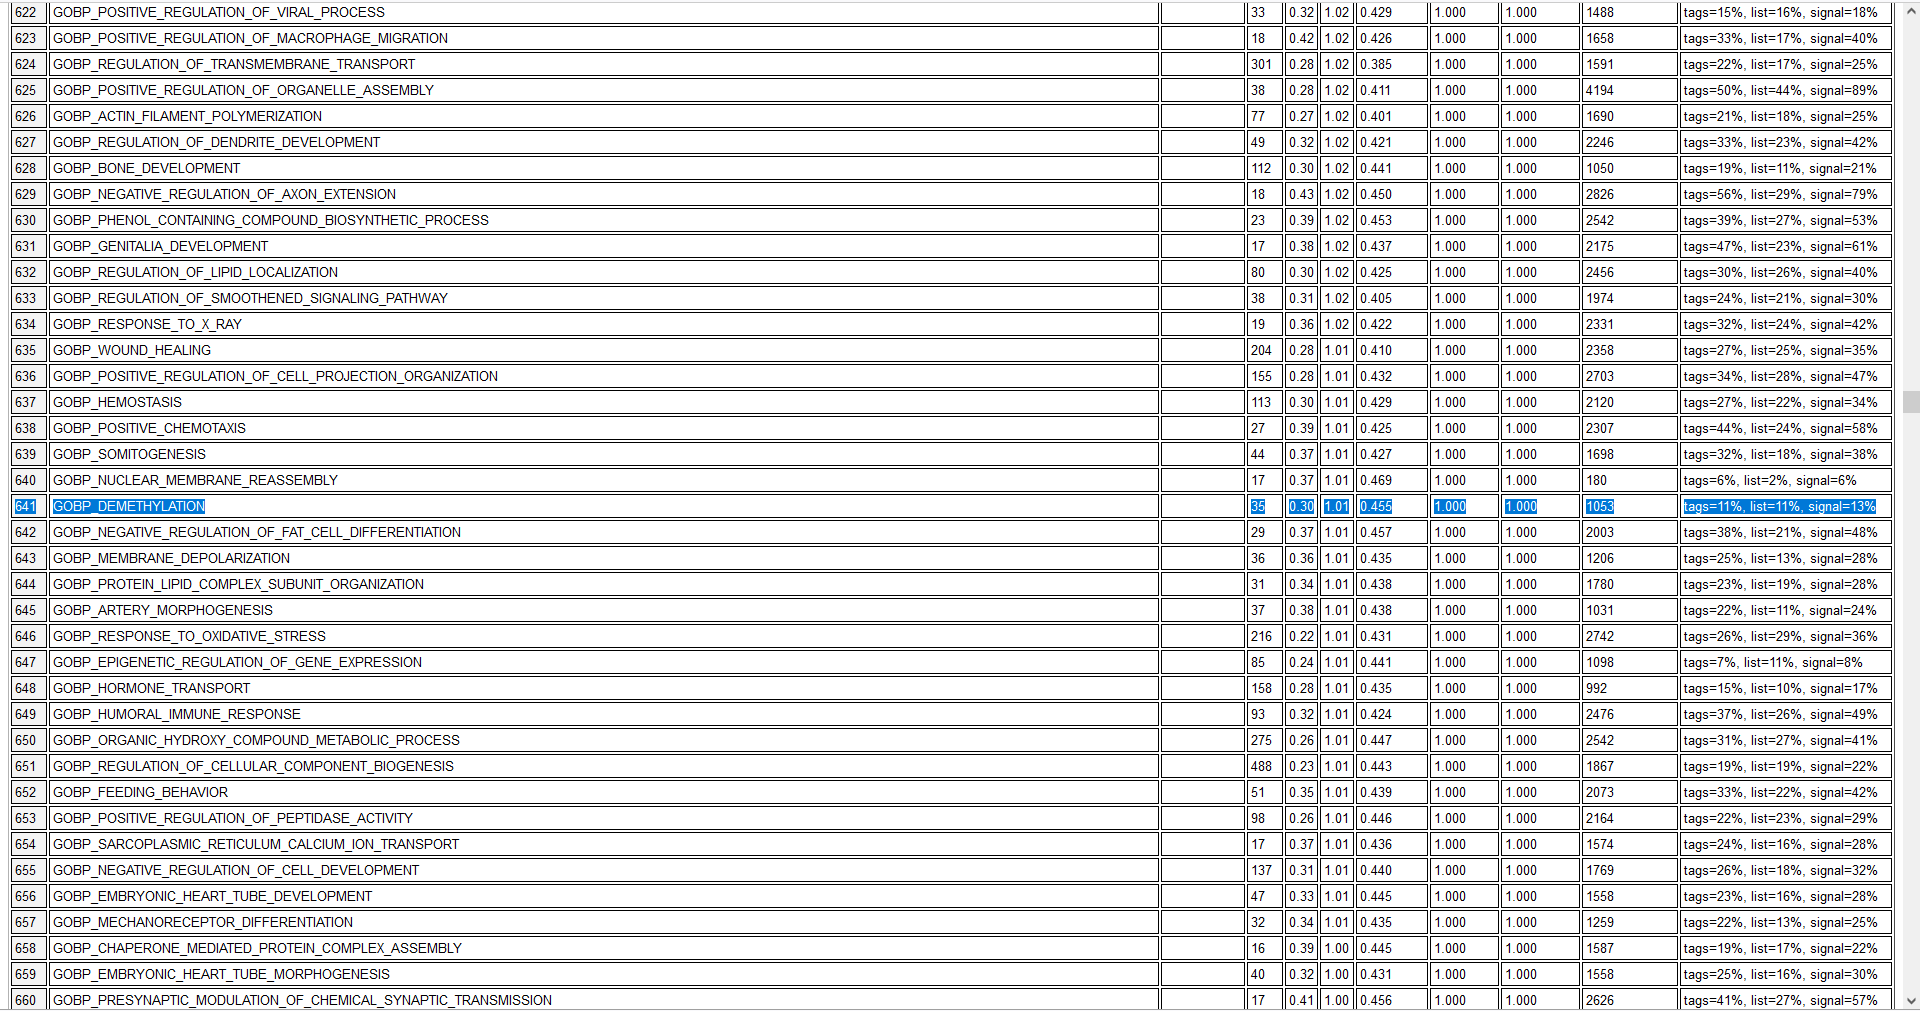 622 GOBP_POSITIVE_REGULATION_OF_VIRAL_PROCESS 33 0.32 1.02 0.429 1.000 1.000 1488 tags=15%, list=16%, signal=18%
623 GOBP_POSITIVE_REGULATION_OF_MACROPHAGE_MIGRATION 18 0.42 1.02 0.426 1.000 1.000 1658 tags=33%, list=17%, signal=40%
624 GOBP_REGULATION_OF_TRANSMEMBRANE_TRANSPORT 301 0.28 1.02 0.385 1.000 1.000 1591 tags=22%, list=17%, signal=25%
625 GOBP_POSITIVE_REGULATION_OF_ORGANELLE_ASSEMBLY 38 0.28 1.02 0.411 1.000 1.000 4194 tags=50%, list=44%, signal=89%
626 GOBP_ACTIN_FILAMENT_POLYMERIZATION 77 0.27 1.02 0.401 1.000 1.000 1690 tags=21%, list=18%, signal=25%
627 GOBP_REGULATION_OF_DENDRITE_DEVELOPMENT 49 0.32 1.02 0.421 1.000 1.000 2246 tags=33%, list=23%, signal=42%
628 GOBP_BONE_DEVELOPMENT 112 0.30 1.02 0.441 1.000 1.000 1050 tags=19%, list=11%, signal=21%
629 GOBP_NEGATIVE_REGULATION_OF_AXON_EXTENSION 18 0.43 1.02 0.450 1.000 1.000 2826 tags=56%, list=29%, signal=79%
630 GOBP_PHENOL_CONTAINING_COMPOUND_BIOSYNTHETIC_PROCESS 23 0.39 1.02 0.453 1.000 1.000 2542 tags=39%, list=27%, signal=53%
631 GOBP_GENITALIA_DEVELOPMENT 17 0.38 1.02 0.437 1.000 1.000 2175 tags=47%, list=23%, signal=61%
632 GOBP_REGULATION_OF_LIPID_LOCALIZATION 80 0.30 1.02 0.425 1.000 1.000 2456 tags=30%, list=26%, signal=40%
633 GOBP_REGULATION_OF_SMOOTHENED_SIGNALING_PATHWAY 38 0.31 1.02 0.405 1.000 1.000 1974 tags=24%, list=21%, signal=30%
634 GOBP_RESPONSE_TO_X_RAY 19 0.36 1.02 0.422 1.000 1.000 2331 tags=32%, list=24%, signal=42%
635 GOBP_WOUND_HEALING 204 0.28 1.01 0.410 1.000 1.000 2358 tags=27%, list=25%, signal=35%
636 GOBP_POSITIVE_REGULATION_OF_CELL_PROJECTION_ORGANIZATION 155 0.28 1.01 0.432 1.000 1.000 2703 tags=34%, list=28%, signal=47%
637 GOBP_HEMOSTASIS 113 0.30 1.01 0.429 1.000 1.000 2120 tags=27%, list=22%, signal=34%
638 GOBP_POSITIVE_CHEMOTAXIS 27 0.39 1.01 0.425 1.000 1.000 2307 tags=44%, list=24%, signal=58%
639 GOBP_SOMITOGENESIS 44 0.37 1.01 0.427 1.000 1.000 1698 tags=32%, list=18%, signal=38%
640 GOBP_NUCLEAR_MEMBRANE_REASSEMBLY 17 0.37 1.01 0.469 1.000 1.000 180 tags=6%, list=2%, signal=6%
641 GOBP_DEMETHYLATION 35 0.30 1.01 0.455 1.000 1.000 1053 tags=11%, list=11%, signal=13%
642 GOBP_NEGATIVE_REGULATION_OF_FAT_CELL_DIFFERENTIATION 29 0.37 1.01 0.457 1.000 1.000 2003 tags=38%, list=21%, signal=48%
643 GOBP_MEMBRANE_DEPOLARIZATION 36 0.36 1.01 0.435 1.000 1.000 1206 tags=25%, list=13%, signal=28%
644 GOBP_PROTEIN_LIPID_COMPLEX_SUBUNIT_ORGANIZATION 31 0.34 1.01 0.438 1.000 1.000 1780 tags=23%, list=19%, signal=28%
645 GOBP_ARTERY_MORPHOGENESIS 37 0.38 1.01 0.438 1.000 1.000 1031 tags=22%, list=11%, signal=24%
646 GOBP_RESPONSE_TO_OXIDATIVE_STRESS 216 0.22 1.01 0.431 1.000 1.000 2742 tags=26%, list=29%, signal=36%
647 GOBP_EPIGENETIC_REGULATION_OF_GENE_EXPRESSION 85 0.24 1.01 0.441 1.000 1.000 1098 tags=7%, list=11%, signal=8%
648 GOBP_HORMONE_TRANSPORT 158 0.28 1.01 0.435 1.000 1.000 992 tags=15%, list=10%, signal=17%
649 GOBP_HUMORAL_IMMUNE_RESPONSE 93 0.32 1.01 0.424 1.000 1.000 2476 tags=37%, list=26%, signal=49%
650 GOBP_ORGANIC_HYDROXY_COMPOUND_METABOLIC_PROCESS 275 0.26 1.01 0.447 1.000 1.000 2542 tags=31%, list=27%, signal=41%
651 GOBP_REGULATION_OF_CELLULAR_COMPONENT_BIOGENESIS 488 0.23 1.01 0.443 1.000 1.000 1867 tags=19%, list=19%, signal=22%
652 GOBP_FEEDING_BEHAVIOR 51 0.35 1.01 0.439 1.000 1.000 2073 tags=33%, list=22%, signal=42%
653 GOBP_POSITIVE_REGULATION_OF_PEPTIDASE_ACTIVITY 98 0.26 1.01 0.446 1.000 1.000 2164 tags=22%, list=23%, signal=29%
654 GOBP_SARCOPLASMIC_RETICULUM_CALCIUM_ION_TRANSPORT 17 0.37 1.01 0.436 1.000 1.000 1574 tags=24%, list=16%, signal=28%
655 GOBP_NEGATIVE_REGULATION_OF_CELL_DEVELOPMENT 137 0.31 1.01 0.440 1.000 1.000 1769 tags=26%, list=18%, signal=32%
656 GOBP_EMBRYONIC_HEART_TUBE_DEVELOPMENT 47 0.33 1.01 0.445 1.000 1.000 1558 tags=23%, list=16%, signal=28%
657 GOBP_MECHANORECEPTOR_DIFFERENTIATION 32 0.34 1.01 0.435 1.000 1.000 1259 tags=22%, list=13%, signal=25%
658 GOBP_CHAPERONE_MEDIATED_PROTEIN_COMPLEX_ASSEMBLY 16 0.39 1.00 0.445 1.000 1.000 1587 tags=19%, list=17%, signal=22%
659 GOBP_EMBRYONIC_HEART_TUBE_MORPHOGENESIS 40 0.32 1.00 0.431 1.000 1.000 1558 tags=25%, list=16%, signal=30%
660 GOBP_PRESYNAPTIC_MODULATION_OF_CHEMICAL_SYNAPTIC_TRANSMISSION 17 0.41 1.00 0.456 1.000 1.000 2626 tags=41%, list=27%, signal=57%